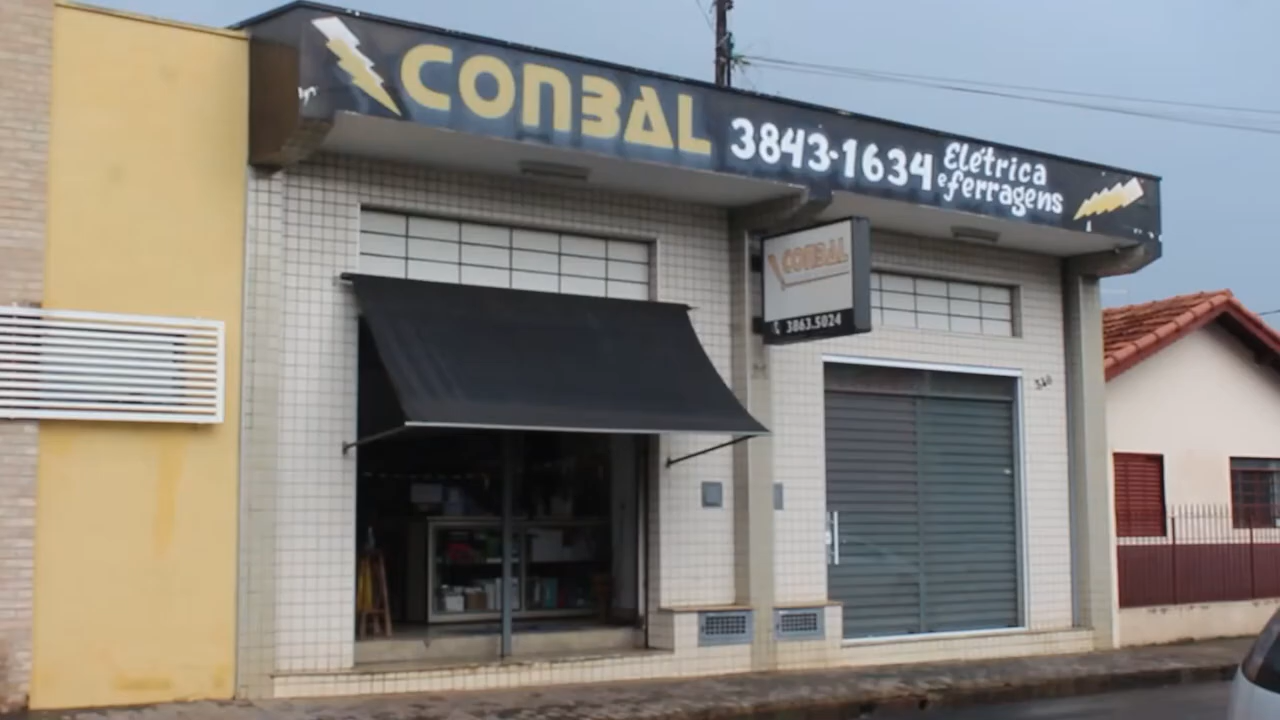 CONBAL
3843-1634
Elétrica
e ferragens
CONBAL
3863.5024
340